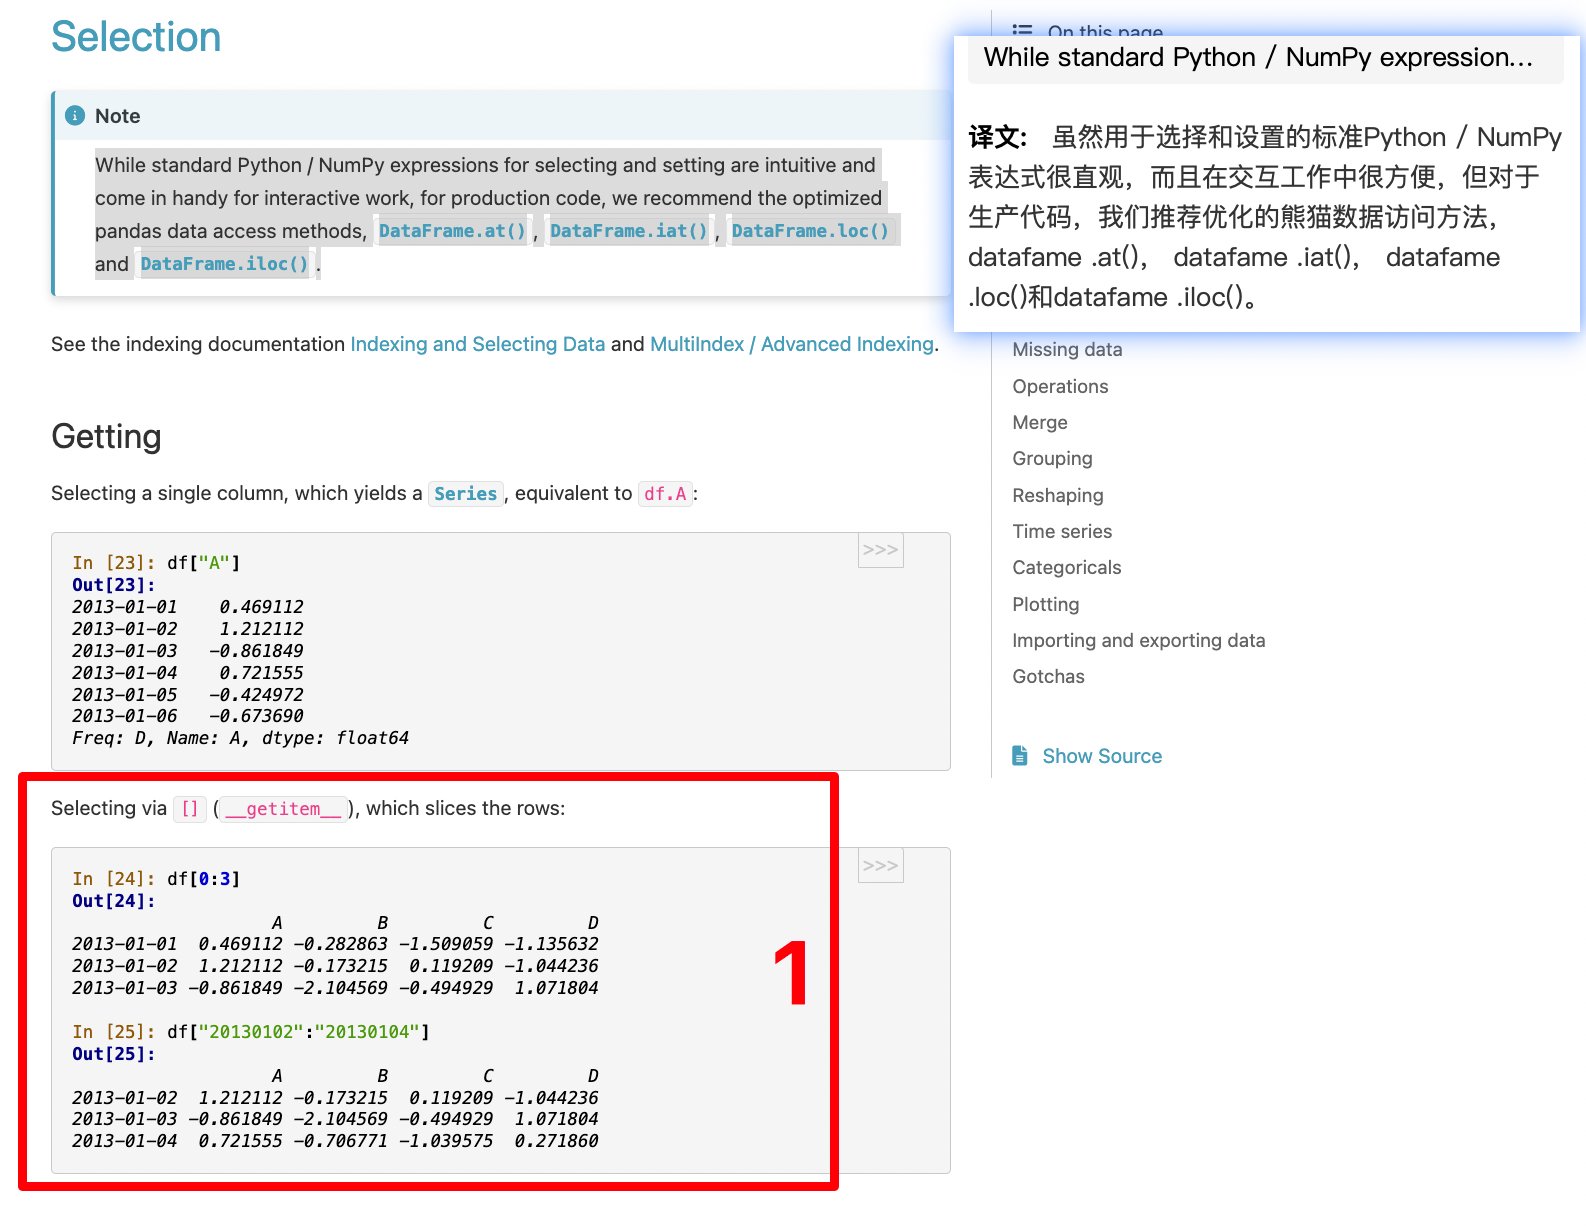 Selection
Note
While standard Python / NumPy expressions for selecting and setting are intuitive and
come in handy for interactive work, for production code, we recommend the optimized
pandas data access methods, DataFrame.at(), DataFrame.iat(), DataFrame.loc()
and DataFrame.iloc().
See the indexing documentation Indexing and Selecting Data and MultiIndex / Advanced Indexing.
Getting
Selecting a single column, which yields a Series, equivalent to df.A:
>>>
In [23]: df["A"]
Out[23]:
2013-01-01    0.469112
2013-01-02    1.212112
2013-01-03   -0.861849
2013-01-04    0.721555
2013-01-05   -0.424972
2013-01-06   -0.673690
Freq: D, Name: A, dtype: float64
Selecting via [] (__getitem__), which slices the rows:
>>>
In [24]: df[0:3]
Out[24]:
                   A         B         C         D
2013-01-01  0.469112 -0.282863 -1.509059 -1.135632
2013-01-02  1.212112 -0.173215  0.119209 -1.044236
2013-01-03 -0.861849 -2.104569 -0.494929  1.071804
In [25]: df["20130102":"20130104"]
Out[25]:
                   A         B         C         D
2013-01-02  1.212112 -0.173215  0.119209 -1.044236
2013-01-03 -0.861849 -2.104569 -0.494929  1.071804
2013-01-04  0.721555 -0.706771 -1.039575  0.271860
1
On this page
While standard Python / NumPy expression...
译文： 虽然用于选择和设置的标准Python / NumPy
表达式很直观，而且在交互工作中很方便，但对于
生产代码，我们推荐优化的熊猫数据访问方法，
datafame .at()， datafame .iat()， datafame
.loc()和datafame .iloc()。
Missing data
Operations
Merge
Grouping
Reshaping
Time series
Categoricals
Plotting
Importing and exporting data
Gotchas
Show Source